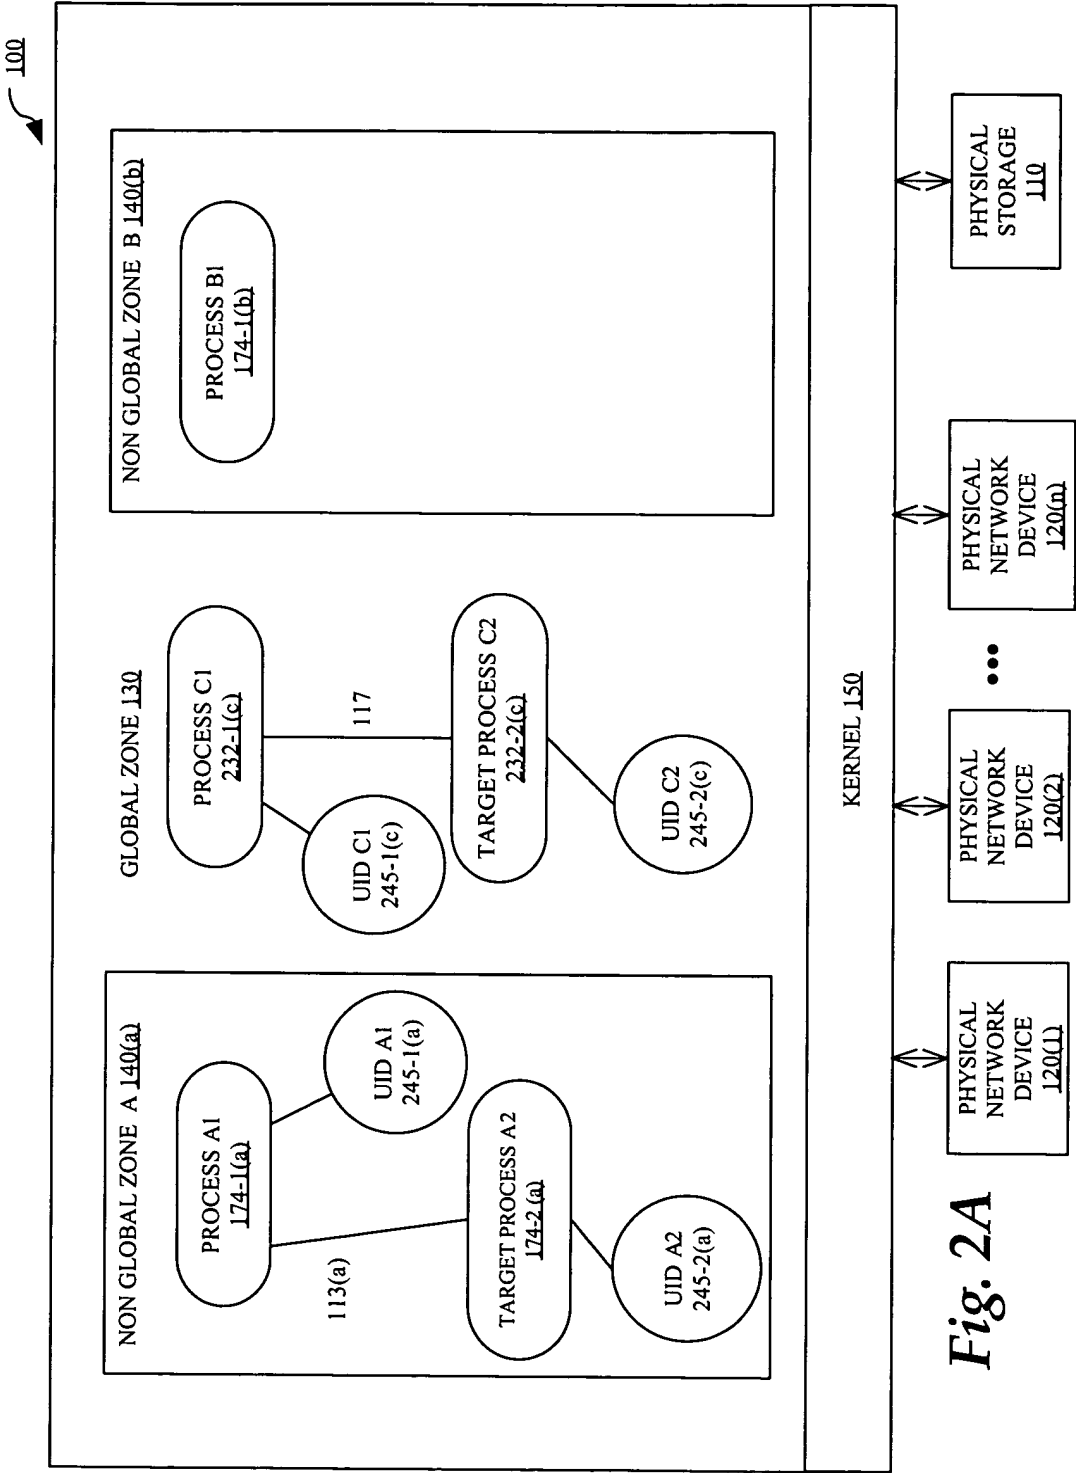 100
NON GLOBAL ZONE A 140(a)
PROCESS A1
174-1(a)
UID A1
245-1(a)
113(a)
TARGET PROCESS A2
174-2 (a)
UID A2
245-2(a)
GLOBAL ZONE 130
PROCESS C1
232-1(c)
UID C1
245-1(c)
117
TARGET PROCESS C2
232-2(c)
UID C2
245-2(c)
NON GLOBAL ZONE B 140(b)
PROCESS B1
174-1(b)
KERNEL 150
PHYSICAL
NETWORK
DEVICE
120(1)
PHYSICAL
NETWORK
DEVICE
120(2)
•••
PHYSICAL
NETWORK
DEVICE
120(n)
PHYSICAL
STORAGE
110
Fig. 2A